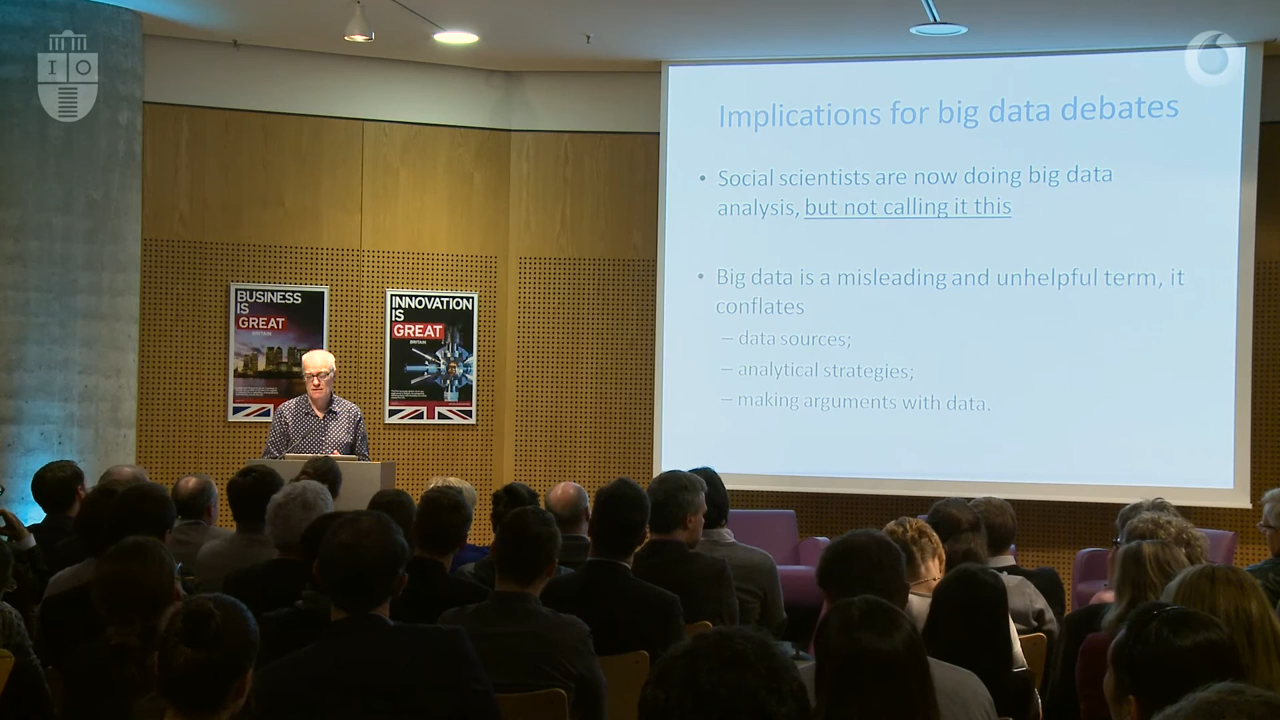 I O
Implications for big data debates
• Social scientists are now doing big data
analysis, but not calling it this
• Big data is a misleading and unhelpful term, it
conflates
– data sources;
– analytical strategies;
– making arguments with data.
BUSINESS
IS
GREAT
BRITAIN
INNOVATION
IS
GREAT
BRITAIN